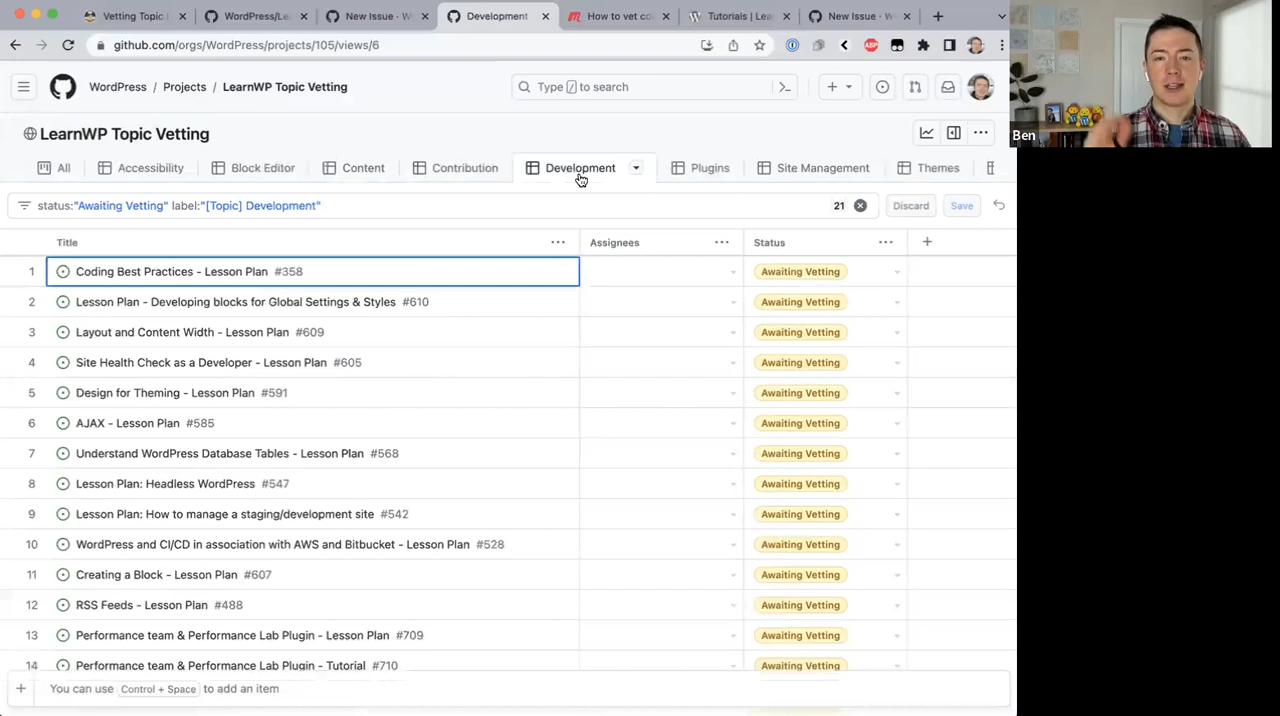 Vetting Topic I
WordPress/Le
New Issue · W
Development
How to vet co
Tutorials | Lea
New Issue · W
github.com/orgs/WordPress/projects/105/views/6
ABP
WordPress / Projects / LearnWP Topic Vetting
Type / to search
LearnWP Topic Vetting
All
Accessibility
Block Editor
Content
Contribution
Development
Plugins
Site Management
Themes
status:"Awaiting Vetting" label:"[Topic] Development"
21
Discard
Save
Title
Assignees
Status
1 Coding Best Practices - Lesson Plan #358 Awaiting Vetting
2 Lesson Plan - Developing blocks for Global Settings & Styles #610 Awaiting Vetting
3 Layout and Content Width - Lesson Plan #609 Awaiting Vetting
4 Site Health Check as a Developer - Lesson Plan #605 Awaiting Vetting
5 Design for Theming - Lesson Plan #591 Awaiting Vetting
6 AJAX - Lesson Plan #585 Awaiting Vetting
7 Understand WordPress Database Tables - Lesson Plan #568 Awaiting Vetting
8 Lesson Plan: Headless WordPress #547 Awaiting Vetting
9 Lesson Plan: How to manage a staging/development site #542 Awaiting Vetting
10 WordPress and CI/CD in association with AWS and Bitbucket - Lesson Plan #528 Awaiting Vetting
11 Creating a Block - Lesson Plan #607 Awaiting Vetting
12 RSS Feeds - Lesson Plan #488 Awaiting Vetting
13 Performance team & Performance Lab Plugin - Lesson Plan #709 Awaiting Vetting
14 Performance team & Performance Lab Plugin - Tutorial #710 Awaiting Vetting
You can use Control + Space to add an item
Ben